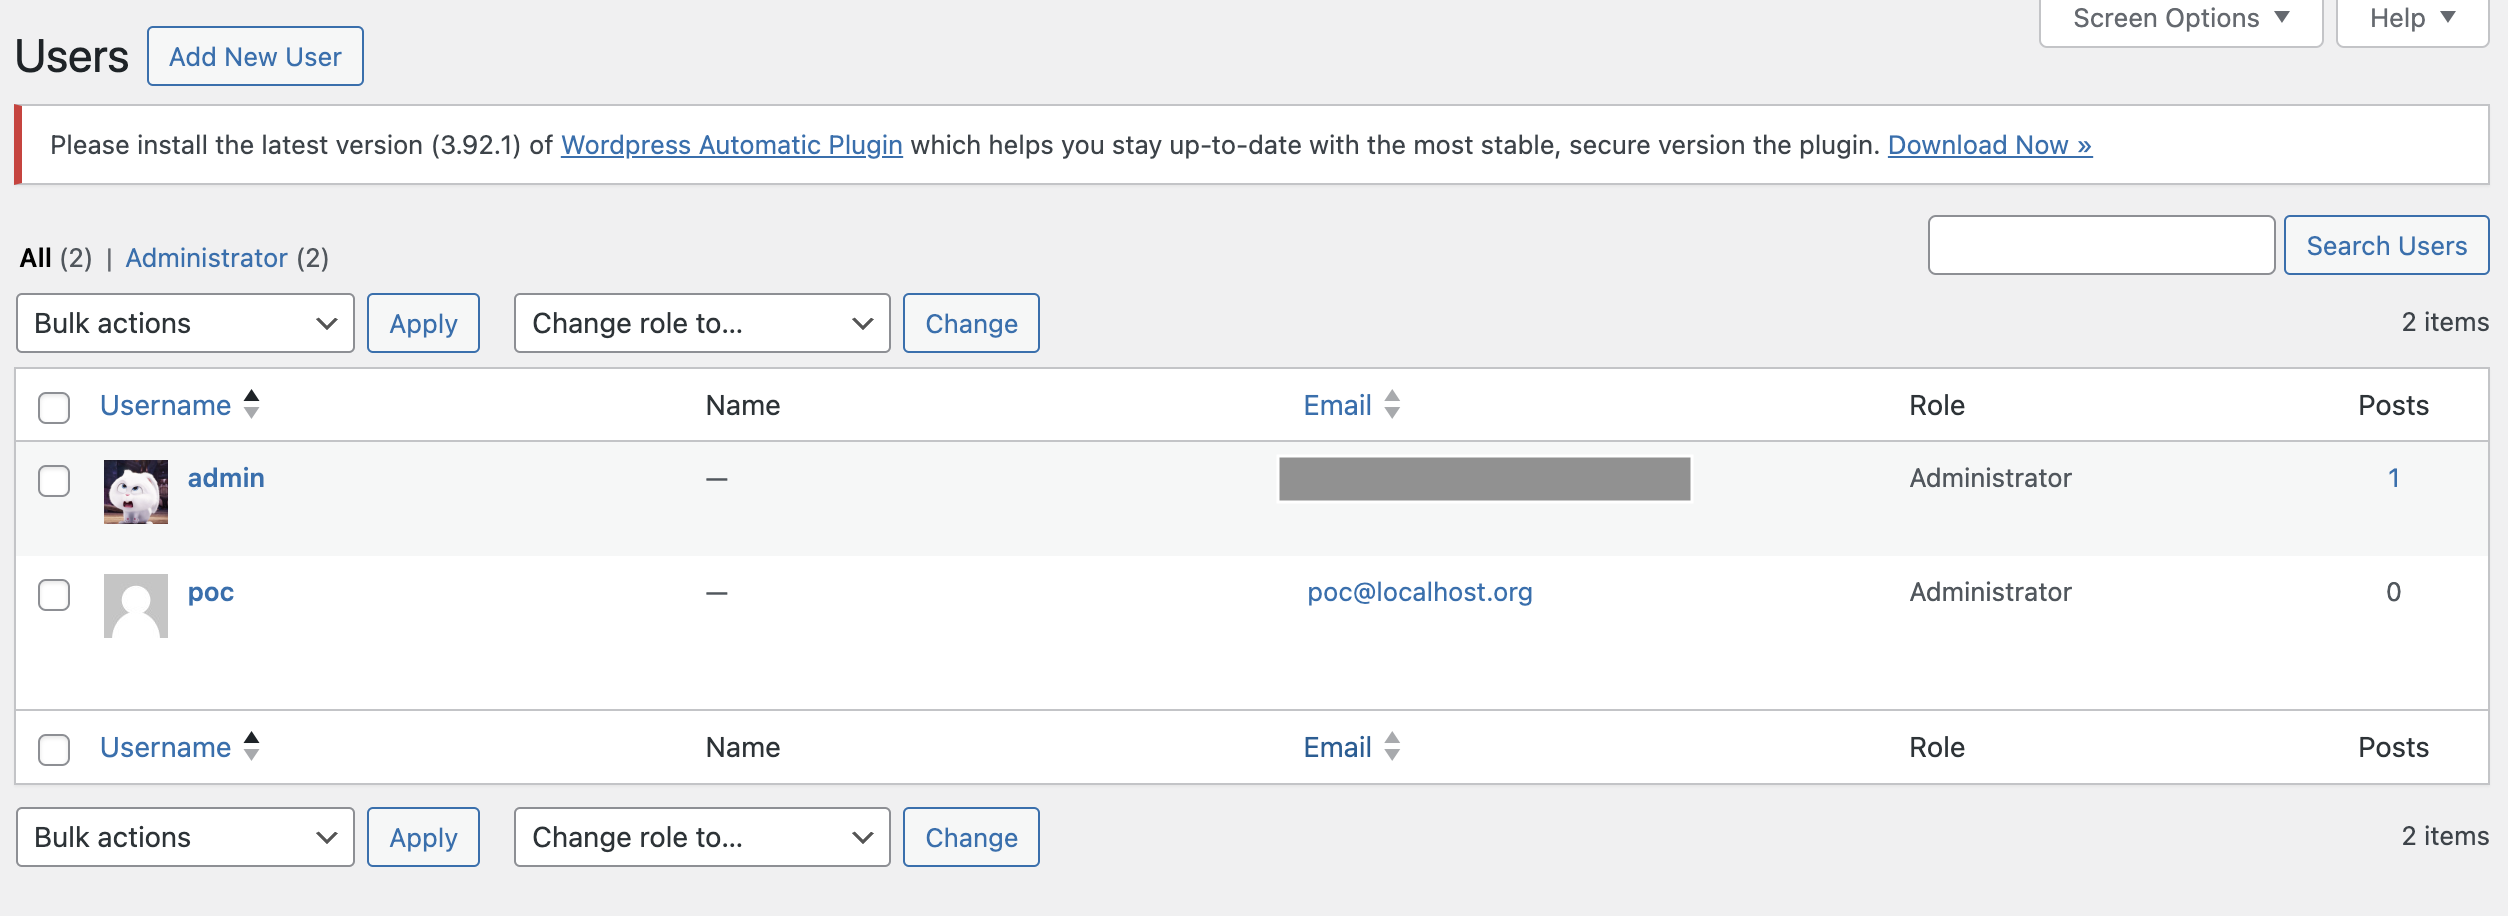 Screen Options ▼ Help ▼
Users Add New User
Please install the latest version (3.92.1) of Wordpress Automatic Plugin which helps you stay up-to-date with the most stable, secure version the plugin. Download Now »
Search Users
All (2) | Administrator (2)
Bulk actions Apply Change role to... Change 2 items
Username Name Email Role Posts
admin — Administrator 1
poc — poc@localhost.org Administrator 0
Username Name Email Role Posts
Bulk actions Apply Change role to... Change 2 items